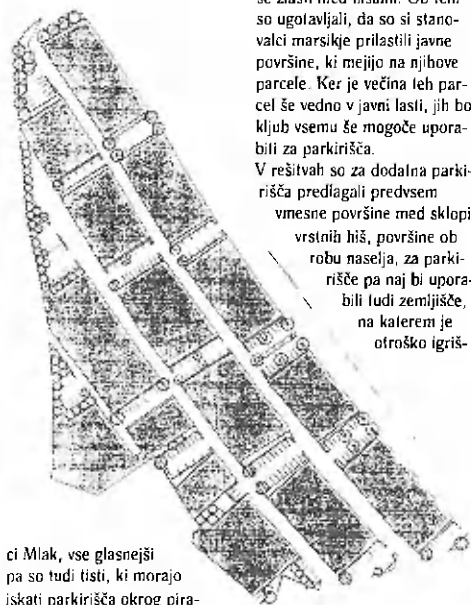 so ugotavljali, da so si stano-
valci marsikje prilastili javne
površine, ki mejijo na njihove
parcele. Ker je večina teh par-
cel še vedno v javni lasti, jih bo
kljub vsemu še mogoče upora-
biti za parkirišča.
V rešitvah so za dodatna parki-
rišča predlagali predvsem
vmesne površine med sklopi
vrstnih hiš, površine ob
robu naselja, za parki-
rišče pa naj bi upora-
bili tudi zemljišče,
na katerem je
otroško igriš-
ci Mlak, vse glasnejši
pa so tudi tisti, ki morajo
iskati parkirišča okrog pira-